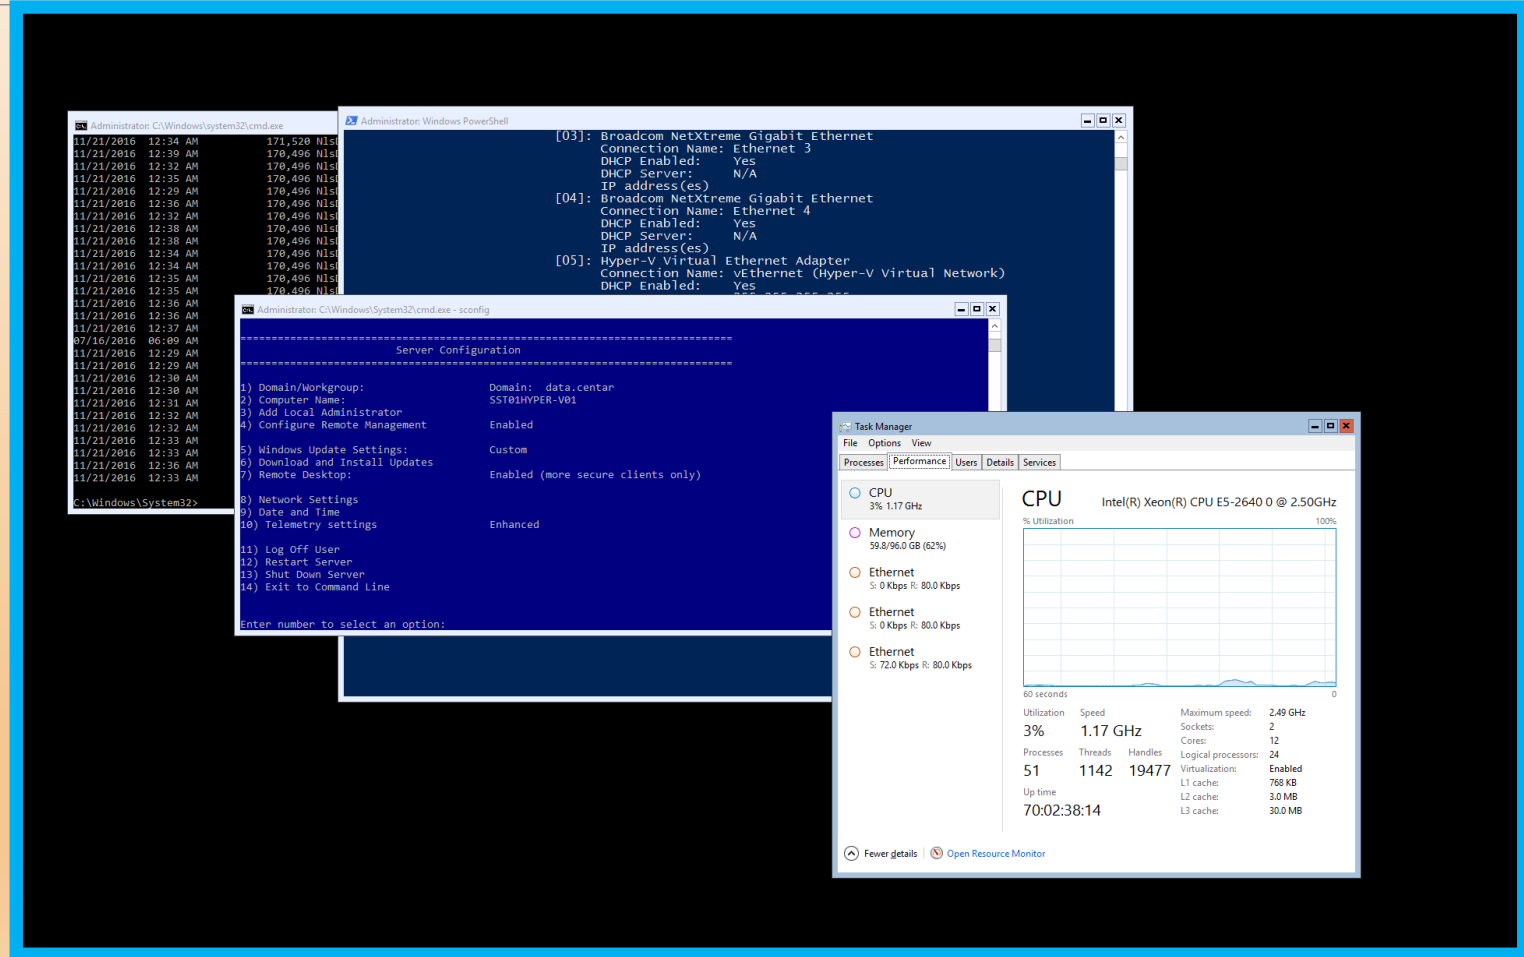 Administrator: C:\Windows\system32\cmd.exe
11/21/2016  12:34 AM           171,520 Nls
11/21/2016  12:39 AM           170,496 Nls
11/21/2016  12:32 AM           170,496 Nls
11/21/2016  12:35 AM           170,496 Nls
11/21/2016  12:29 AM           170,496 Nls
11/21/2016  12:36 AM           170,496 Nls
11/21/2016  12:32 AM           170,496 Nls
11/21/2016  12:38 AM           170,496 Nls
11/21/2016  12:38 AM           170,496 Nls
11/21/2016  12:34 AM           170,496 Nls
11/21/2016  12:34 AM           170,496 Nls
11/21/2016  12:35 AM           170,496 Nls
11/21/2016  12:35 AM           170,496 Nls
11/21/2016  12:36 AM
11/21/2016  12:36 AM
11/21/2016  12:37 AM
07/16/2016  06:09 AM
11/21/2016  12:29 AM
11/21/2016  12:29 AM
11/21/2016  12:30 AM
11/21/2016  12:30 AM
11/21/2016  12:31 AM
11/21/2016  12:32 AM
11/21/2016  12:32 AM
11/21/2016  12:33 AM
11/21/2016  12:33 AM
11/21/2016  12:36 AM
11/21/2016  12:33 AM
C:\Windows\System32>
Administrator: Windows PowerShell
[03]: Broadcom NetXtreme Gigabit Ethernet
Connection Name: Ethernet 3
DHCP Enabled:    Yes
DHCP Server:     N/A
IP address(es)
[04]: Broadcom NetXtreme Gigabit Ethernet
Connection Name: Ethernet 4
DHCP Enabled:    Yes
DHCP Server:     N/A
IP address(es)
[05]: Hyper-V Virtual Ethernet Adapter
Connection Name: vEthernet (Hyper-V Virtual Network)
DHCP Enabled:    Yes
Administrator: C:\Windows\System32\cmd.exe - sconfig
===============================================================================
Server Configuration
===============================================================================
1) Domain/Workgroup:                    Domain:  data.centar
2) Computer Name:                       SST01HYPER-V01
3) Add Local Administrator
4) Configure Remote Management          Enabled
5) Windows Update Settings:             Custom
6) Download and Install Updates
7) Remote Desktop:                      Enabled (more secure clients only)
8) Network Settings
9) Date and Time
10) Telemetry settings                  Enhanced
11) Log Off User
12) Restart Server
13) Shut Down Server
14) Exit to Command Line
Enter number to select an option:
Task Manager
File Options View
Processes Performance Users Details Services
CPU
3% 1.17 GHz
Memory
59.8/96.0 GB (62%)
Ethernet
S: 0 Kbps R: 80.0 Kbps
Ethernet
S: 0 Kbps R: 80.0 Kbps
Ethernet
S: 72.0 Kbps R: 80.0 Kbps
CPU Intel(R) Xeon(R) CPU E5-2640 0 @ 2.50GHz
% Utilization 100%
60 seconds 0
Utilization Speed
3% 1.17 GHz
Processes Threads Handles
51 1142 19477
Up time
70:02:38:14
Maximum speed: 2.49 GHz
Sockets: 2
Cores: 12
Logical processors: 24
Virtualization: Enabled
L1 cache: 768 KB
L2 cache: 3.0 MB
L3 cache: 30.0 MB
Fewer details Open Resource Monitor